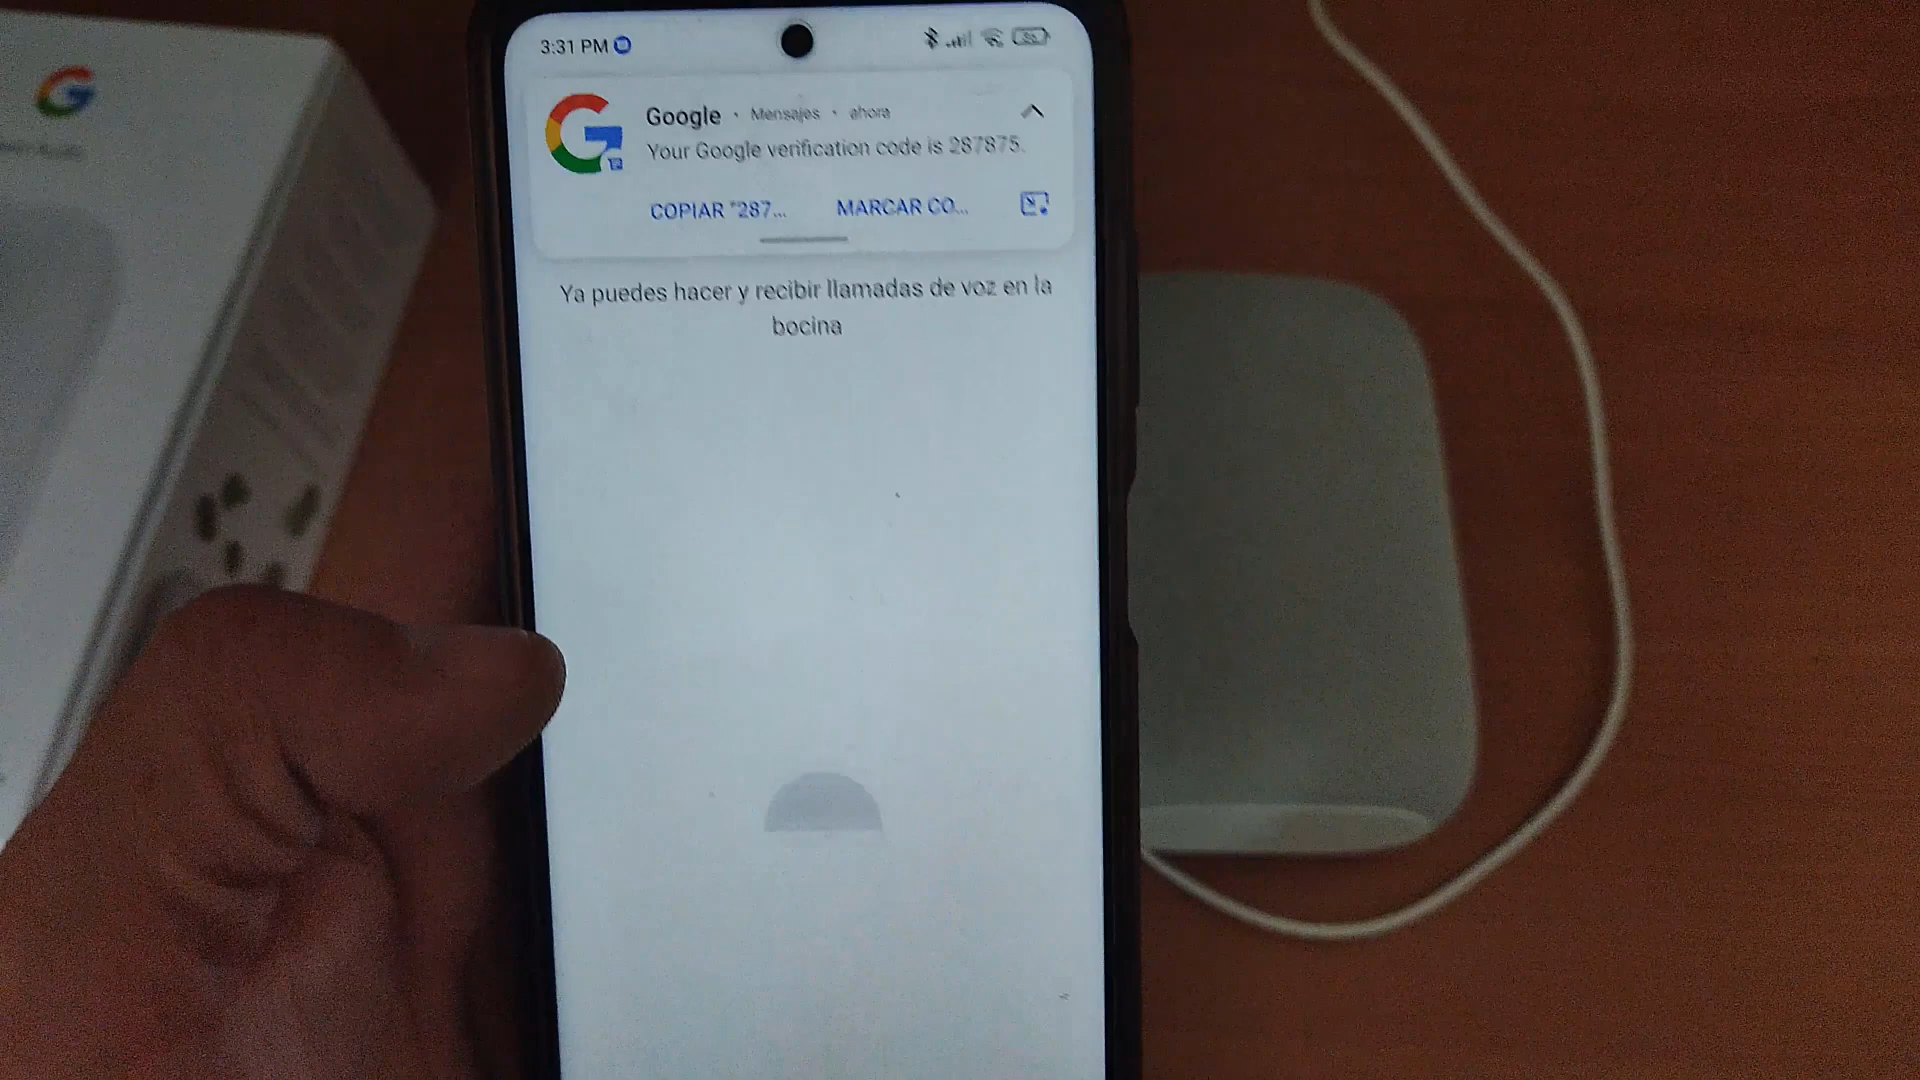 3:31 PM
Google · Mensajes · ahora
Your Google verification code is 287875.
COPIAR "287... MARCAR CO...
Ya puedes hacer y recibir llamadas de voz en la
bocina